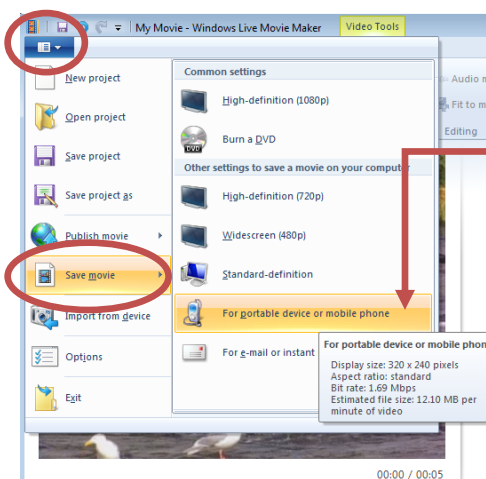 My Movie - Windows Live Movie Maker
Video Tools
New project
Open project
Save project
Save project as
Publish movie
Save movie
Import from device
Options
Exit
Common settings
High-definition (1080p)
Burn a DVD
Other settings to save a movie on your computer
High-definition (720p)
Widescreen (480p)
Standard-definition
For portable device or mobile phone
For e-mail or instant
For portable device or mobile phon
Display size: 320 x 240 pixels
Aspect ratio: standard
Bit rate: 1.69 Mbps
Estimated file size: 12.10 MB per
minute of video
Audio
Fit to
Editing
DVD
00:00 / 00:05